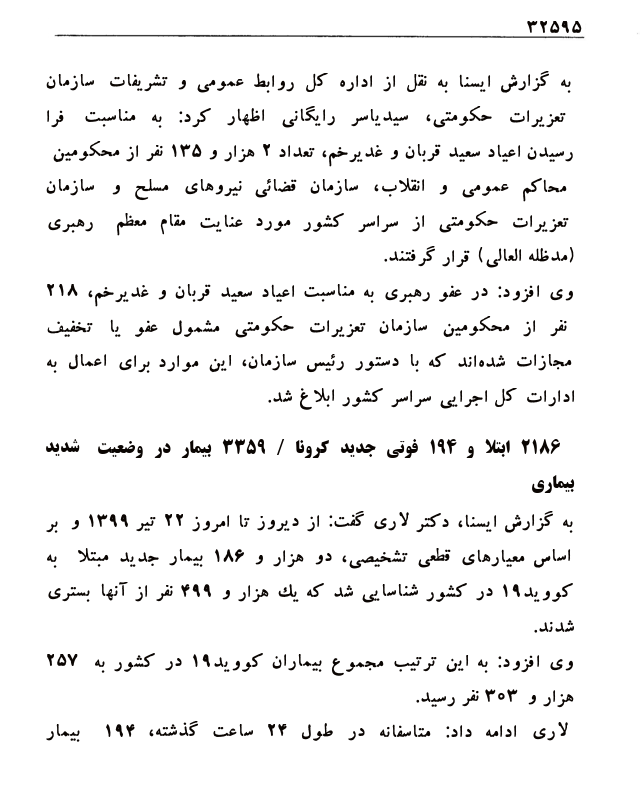 ۳۲۵۹۵
به گزارش ایسنا به نقل از اداره کل روابط عمومی و تشریفات سازمان
تعزیرات حکومتی، سیدیاسر رایگانی اظهار کرد: به مناسبت فرا
رسیدن اعیاد سعید قربان و غدیرخم، تعداد ۲ هزار و ۱۳۵ نفر از محکومین
محاکم عمومی و انقلاب، سازمان قضائی نیروهای مسلح و سازمان
تعزیرات حکومتی از سراسر کشور مورد عنایت مقام معظم رهبری
(مدظله العالی) قرار گرفتند.
وی افزود: در عفو رهبری به مناسبت اعیاد سعید قربان و غدیرخم، ۲۱۸
نفر از محکومین سازمان تعزیرات حکومتی مشمول عفو یا تخفیف
مجازات شده‌اند که با دستور رئیس سازمان، این موارد برای اعمال به
ادارات کل اجرایی سراسر کشور ابلاغ شد.
۲۱۸۶ ابتلا و ۱۹۴ فوتی جدید کرونا / ۳۳۵۹ بیمار در وضعیت شدید
بیماری
به گزارش ایسنا، دکتر لاری گفت: از دیروز تا امروز ۲۲ تیر ۱۳۹۹ و بر
اساس معیارهای قطعی تشخیصی، دو هزار و ۱۸۶ بیمار جدید مبتلا به
کووید۱۹ در کشور شناسایی شد که یك هزار و ۴۹۹ نفر از آنها بستری
شدند.
وی افزود: به این ترتیب مجموع بیماران کووید۱۹ در کشور به ۲۵۷
هزار و ۳۰۳ نفر رسید.
لاری ادامه داد: متاسفانه در طول ۲۴ ساعت گذشته، ۱۹۴ بیمار